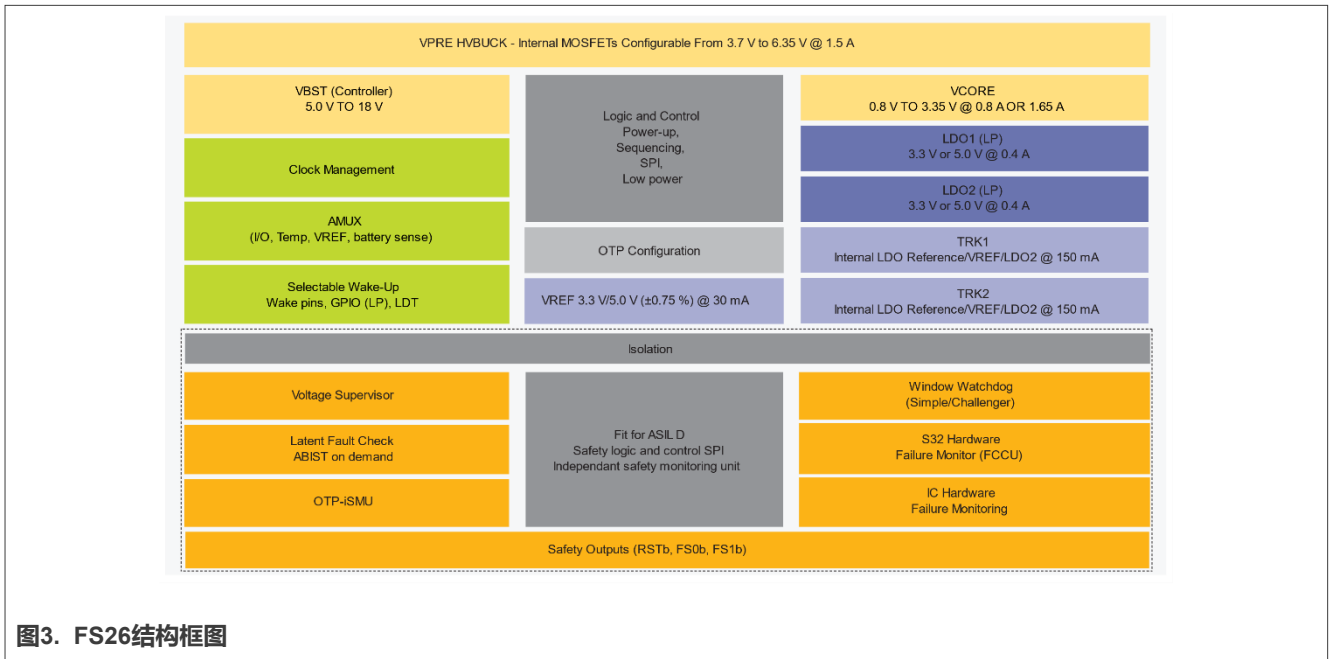 VPRE HVBUCK - Internal MOSFETs Configurable From 3.7 V to 6.35 V @ 1.5 A
VBST (Controller)
5.0 V TO 18 V
Clock Management
AMUX
(I/O, Temp, VREF, battery sense)
Selectable Wake-Up
Wake pins, GPIO (LP), LDT
Logic and Control
Power-up,
Sequencing,
SPI,
Low power
OTP Configuration
VREF 3.3 V/5.0 V (±0.75 %) @ 30 mA
VCORE
0.8 V TO 3.35 V @ 0.8 A OR 1.65 A
LDO1 (LP)
3.3 V or 5.0 V @ 0.4 A
LDO2 (LP)
3.3 V or 5.0 V @ 0.4 A
TRK1
Internal LDO Reference/VREF/LDO2 @ 150 mA
TRK2
Internal LDO Reference/VREF/LDO2 @ 150 mA
Isolation
Voltage Supervisor
Latent Fault Check
ABIST on demand
OTP-iSMU
Fit for ASIL D
Safety logic and control SPI
Independant safety monitoring unit
Window Watchdog
(Simple/Challenger)
S32 Hardware
Failure Monitor (FCCU)
IC Hardware
Failure Monitoring
Safety Outputs (RSTb, FS0b, FS1b)
图3. FS26结构框图